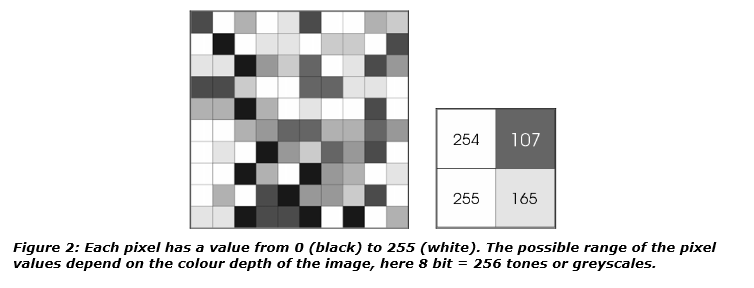 254 107
255 165
Figure 2: Each pixel has a value from 0 (black) to 255 (white). The possible range of the pixel
values depend on the colour depth of the image, here 8 bit = 256 tones or greyscales.